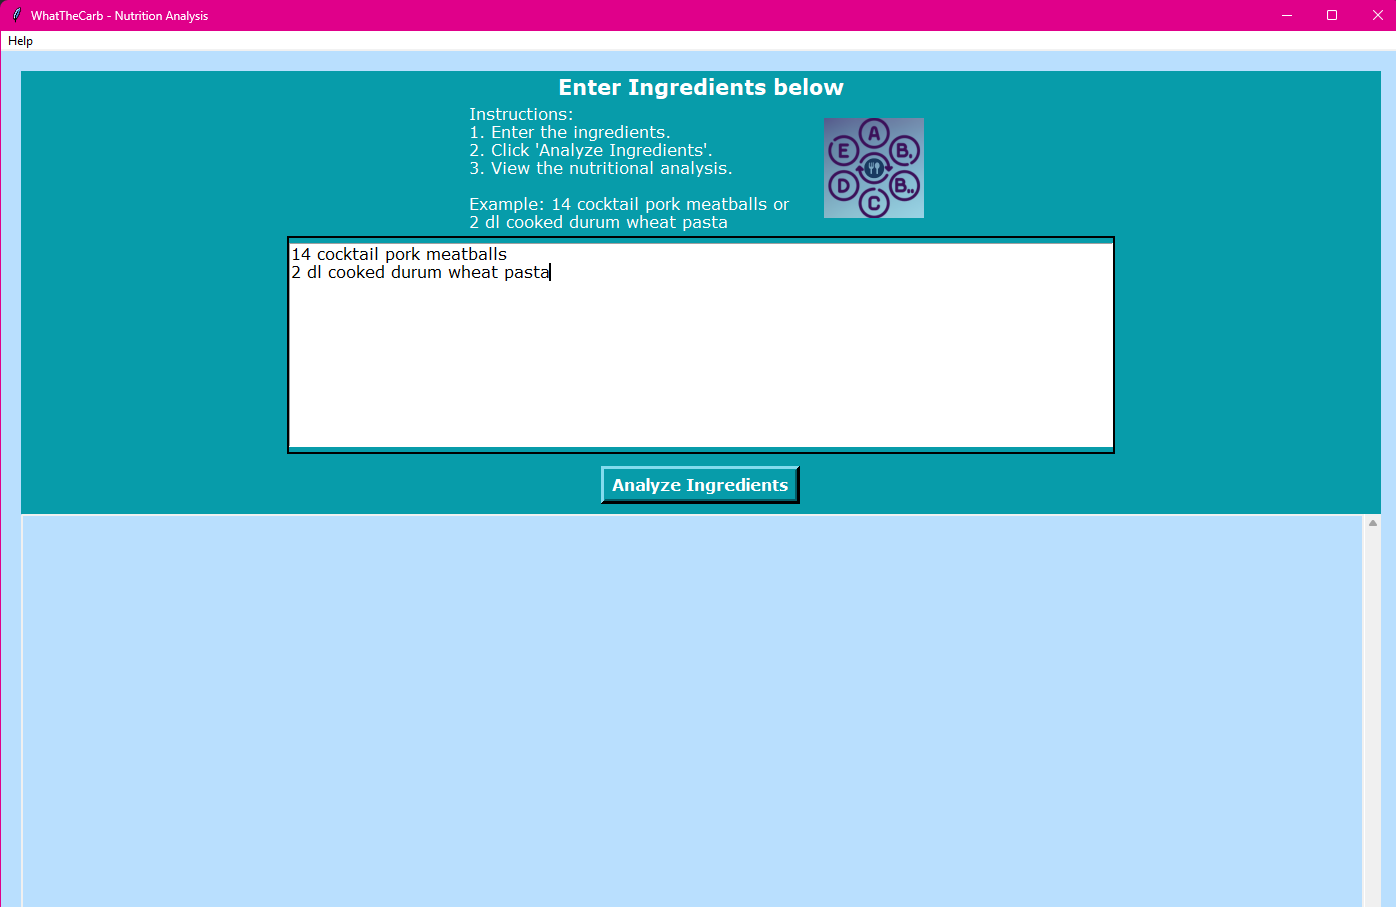 WhatTheCarb - Nutrition Analysis
Help
Enter Ingredients below
Instructions:
1. Enter the ingredients.
2. Click 'Analyze Ingredients'.
3. View the nutritional analysis.
Example: 14 cocktail pork meatballs or
2 dl cooked durum wheat pasta
A
E
B.
D
B..
C
14 cocktail pork meatballs
2 dl cooked durum wheat pasta
Analyze Ingredients